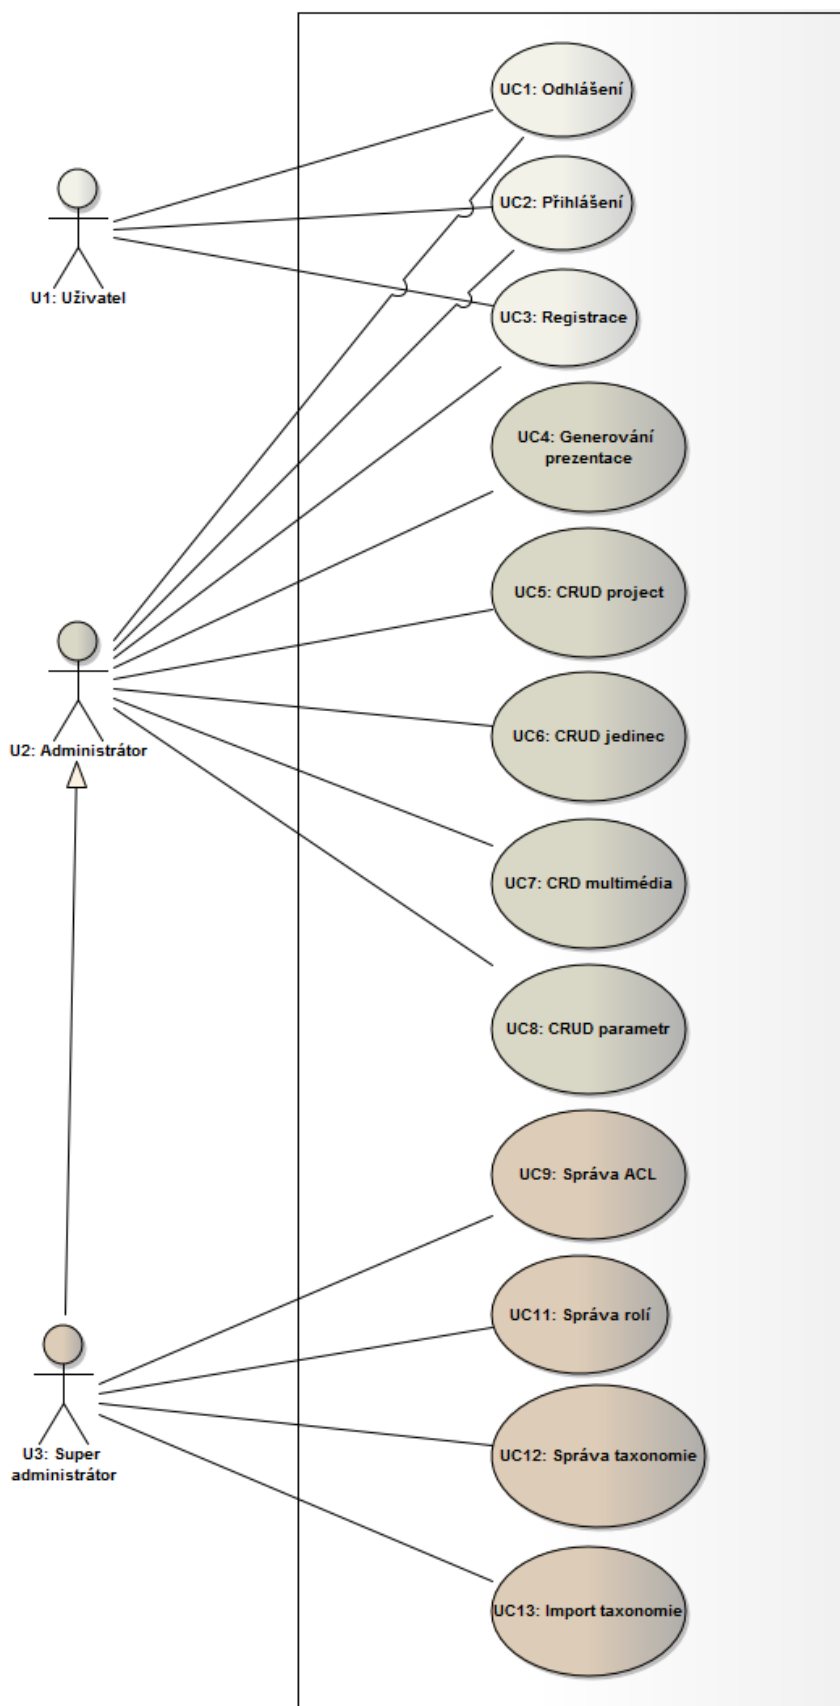 UC1: Odhlášení
UC2: Přihlášení
U1: Uživatel
UC3: Registrace
UC4: Generování
prezentace
UC5: CRUD project
U2: Administrátor
UC6: CRUD jedinec
UC7: CRD multimédia
UC8: CRUD parametr
UC9: Správa ACL
UC11: Správa rolí
U3: Super
administrátor
UC12: Správa taxonomie
UC13: Import taxonomie